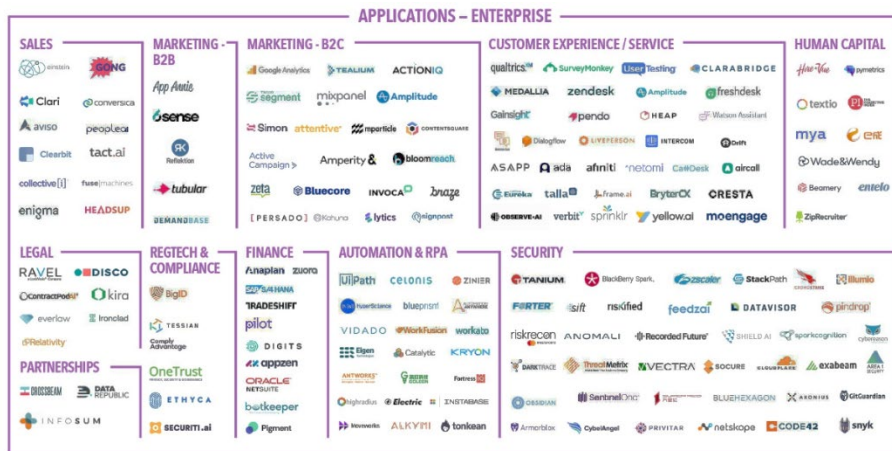 APPLICATIONS – ENTERPRISE
SALES
GONG
Clari
conversica
aviso
people.ai
Clearbit
tact.ai
collective[i]
fuse|machines
enigma
HEADSUP
MARKETING - B2B
App Annie
6sense
Reflektion
tubular
DEMANDBASE
MARKETING - B2C
Google Analytics
TEALIUM
ACTIONIQ
segment
mixpanel
Amplitude
Simon
attentive
mparticle
CONTENTSQUARE
Active Campaign >
Amperity &
bloomreach
zeta
Bluecore
INVOCA
braze
[PERSADO]
Kahuna
lytics
signpost
CUSTOMER EXPERIENCE / SERVICE
qualtrics
SurveyMonkey
UserTesting
CLARABRIDGE
MEDALLIA
zendesk
Amplitude
freshdesk
Gainsight
pendo
HEAP
Watson Assistant
Dialogflow
LIVEPERSON
INTERCOM
Drift
ASAPP
ada
afiniti
netomi
CallDesk
aircall
Eureka
talla
frame.ai
BryterCX
CRESTA
OBSERVE.AI
verbit
sprinklr
yellow.ai
moengage
HUMAN CAPITAL
HireVue
pymetrics
textio
PI
mya
Wade&Wendy
Beamery
entelo
ZipRecruiter
LEGAL
RAVEL
DISCO
ContractPodAi
kira
everlaw
Ironclad
Relativity
PARTNERSHIPS
CROSSBEAM
DATA REPUBLIC
INFOSUM
REGTECH & COMPLIANCE
BigID
TESSIAN
Comply Advantage
OneTrust
ETHYCA
SECURITI.ai
FINANCE
Anaplan
zuora
SAP S/4HANA
TRADESHIFT
pilot
DIGITS
appzen
ORACLE NETSUITE
botkeeper
Pigment
AUTOMATION & RPA
UiPath
celonis
ZINIER
HyperScience
blueprism
VIDADO
WorkFusion
workato
Eigen
Catalytic
KRYON
ANTWORKS
Fortress
highradius
Electric
INSTABASE
ALKYMI
tonkean
SECURITY
TANIUM
BlackBerry Spark
zscaler
StackPath
illumio
FORTER
sift
riskified
feedzai
DATAVISOR
pindrop
riskrecon
ANOMALI
Recorded Future
SHIELD AI
sparkcognition
DARKTRACE
ThreatMetrix
VECTRA
SOCURE
CLOUDFLARE
exabeam
AREA 1
OBSIDIAN
SentinelOne
BLUEHEXAGON
AXONIUS
GitGuardian
Armorblox
CybelAngel
PRIVITAR
netskope
CODE42
snyk